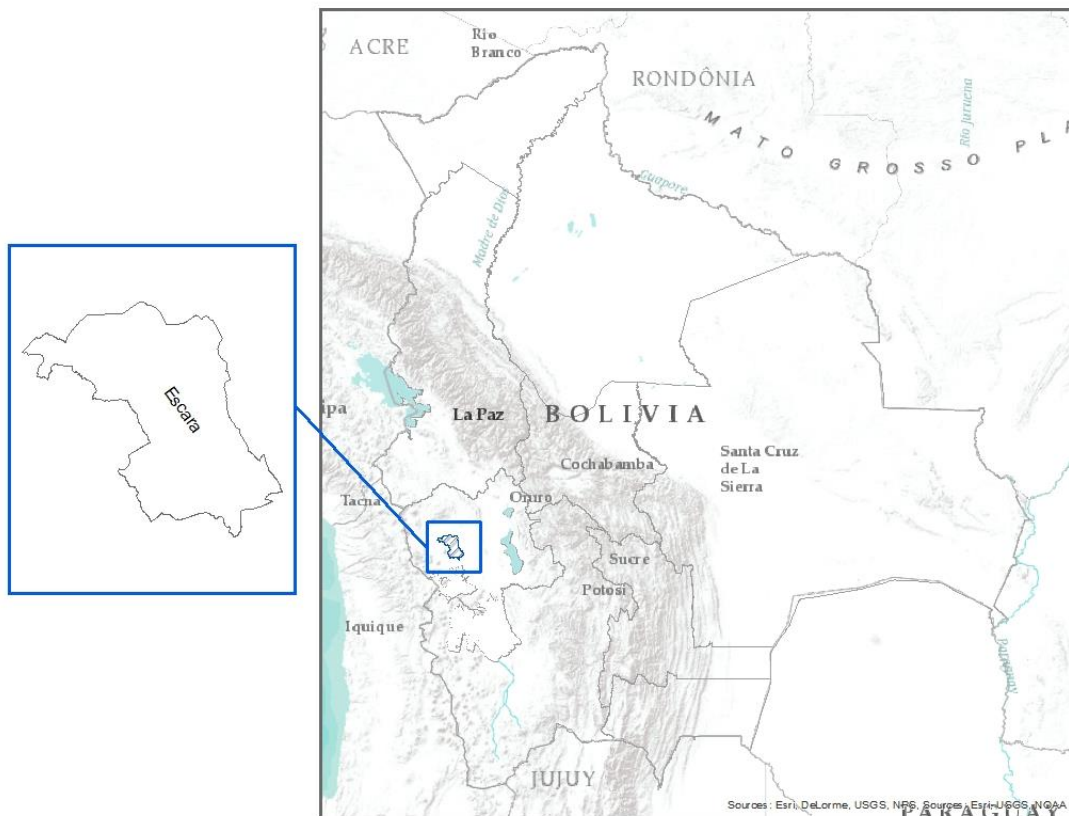 ACRE
Rio
Branco
RONDÔNIA
MATO GROSSO PL
Rio Juruena
Guapore
Madre de Dios
Escara
ipa
La Paz
BOLIVIA
Cochabamba
Santa Cruz
de La
Sierra
Tacna
Oruro
Sucre
Potosí
Iquique
Paraguay
JUJUY
Sources: Esri, DeLorme, USGS, NPS, Sources: Esri, USGS, NOAA
PARAGUAY